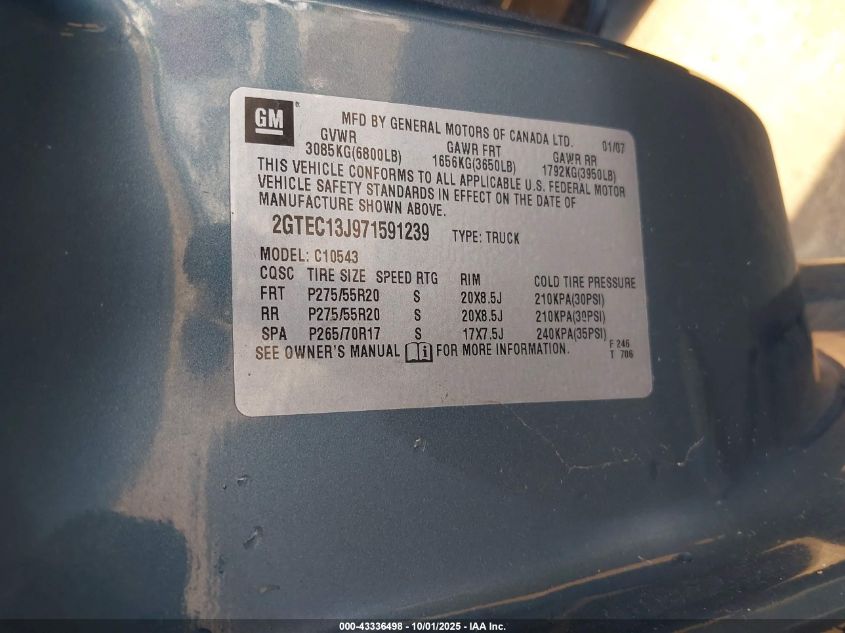 GM
MFD BY GENERAL MOTORS OF CANADA LTD. 01/07
GVWR GAWR FRT GAWR RR
3085KG(6800LB) 1656KG(3650LB) 1792KG(3950LB)
THIS VEHICLE CONFORMS TO ALL APPLICABLE U.S. FEDERAL MOTOR
VEHICLE SAFETY STANDARDS IN EFFECT ON THE DATE OF
MANUFACTURE SHOWN ABOVE.
2GTEC13J971591239 TYPE: TRUCK
MODEL: C10543
CQSC TIRE SIZE SPEED RTG RIM COLD TIRE PRESSURE
FRT P275/55R20 S 20X8.5J 210KPA(30PSI)
RR P275/55R20 S 20X8.5J 210KPA(30PSI)
SPA P265/70R17 S 17X7.5J 240KPA(35PSI)
SEE OWNER'S MANUAL i FOR MORE INFORMATION.
F 246
T 706
000-43336498 - 10/01/2025 - IAA Inc.